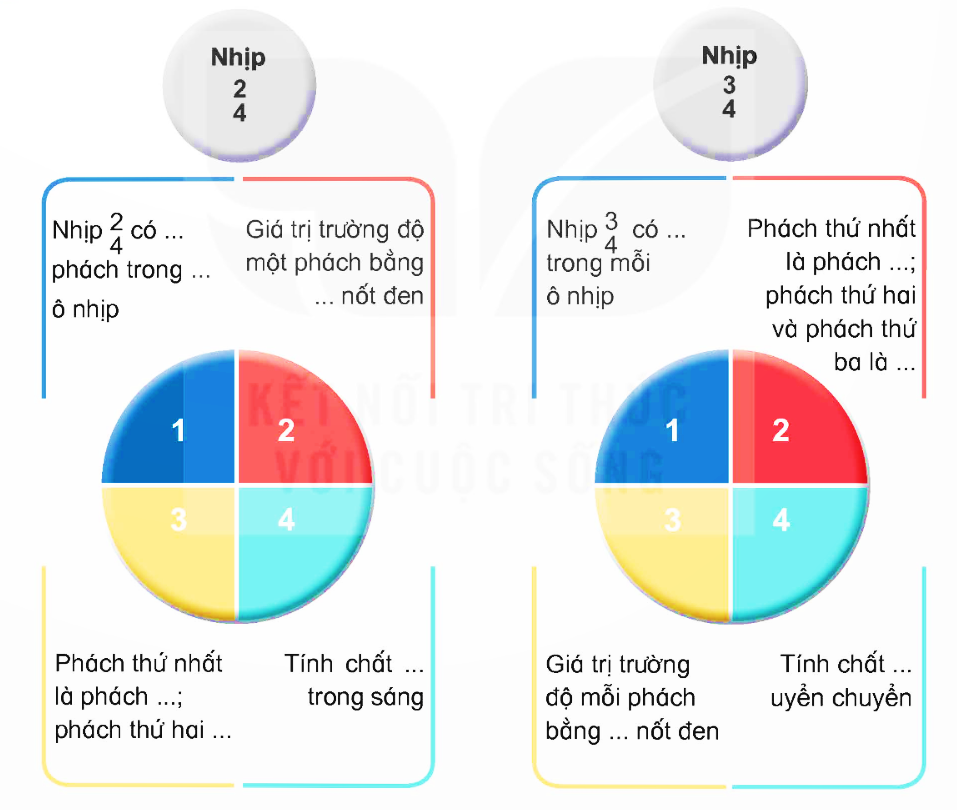 Nhịp
2
4
Nhịp 2/4 có ...
phách trong ...
ô nhịp
Giá trị trường độ
một phách bằng
... nốt đen
1
2
3
4
Phách thứ nhất
là phách ...;
phách thứ hai ...
Tính chất ...
trong sáng
Nhịp
3
4
Nhịp 3/4 có ...
trong mỗi
ô nhịp
Phách thứ nhất
là phách ...;
phách thứ hai
và phách thứ
ba là ...
1
2
3
4
Giá trị trường
độ mỗi phách
bằng ... nốt đen
Tính chất ...
uyển chuyển
KẾT NỐI TRI THỨC
VỚI CUỘC SỐNG